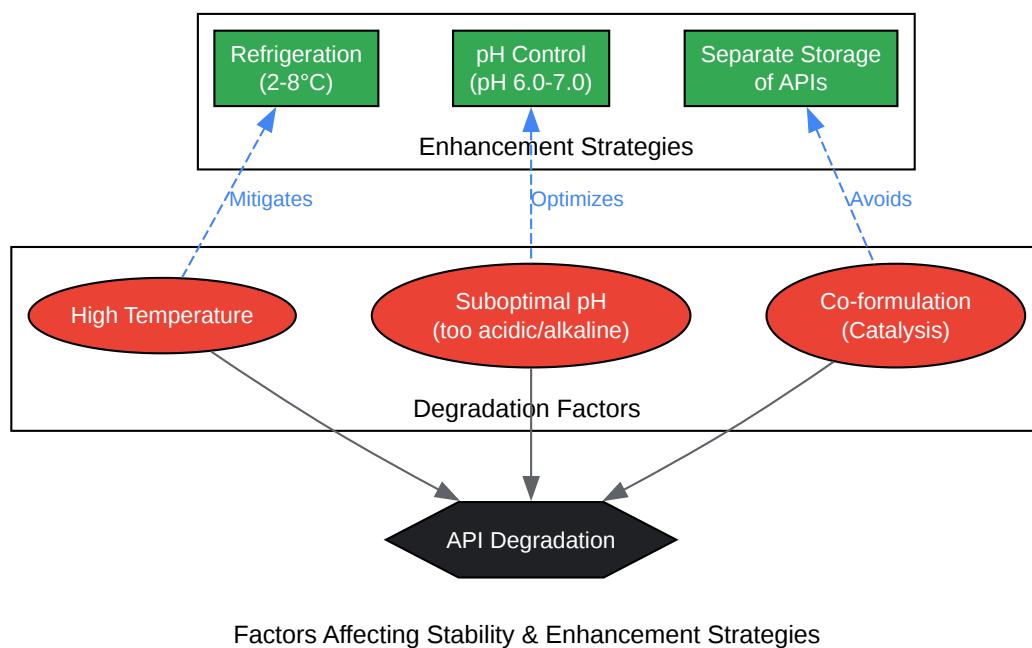 Refrigeration
(2-8°C)
pH Control
(pH 6.0-7.0)
Separate Storage
of APIs
Enhancement Strategies
Mitigates
Optimizes
Avoids
High Temperature
Suboptimal pH
(too acidic/alkaline)
Co-formulation
(Catalysis)
Degradation Factors
API Degradation
Factors Affecting Stability & Enhancement Strategies